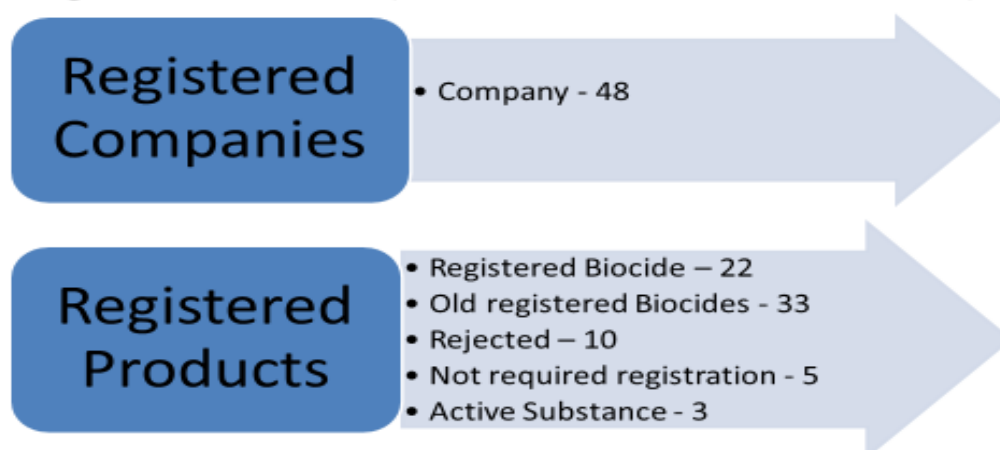 Registered
Companies
• Company - 48
Registered
Products
• Registered Biocide – 22
• Old registered Biocides - 33
• Rejected – 10
• Not required registration - 5
• Active Substance - 3